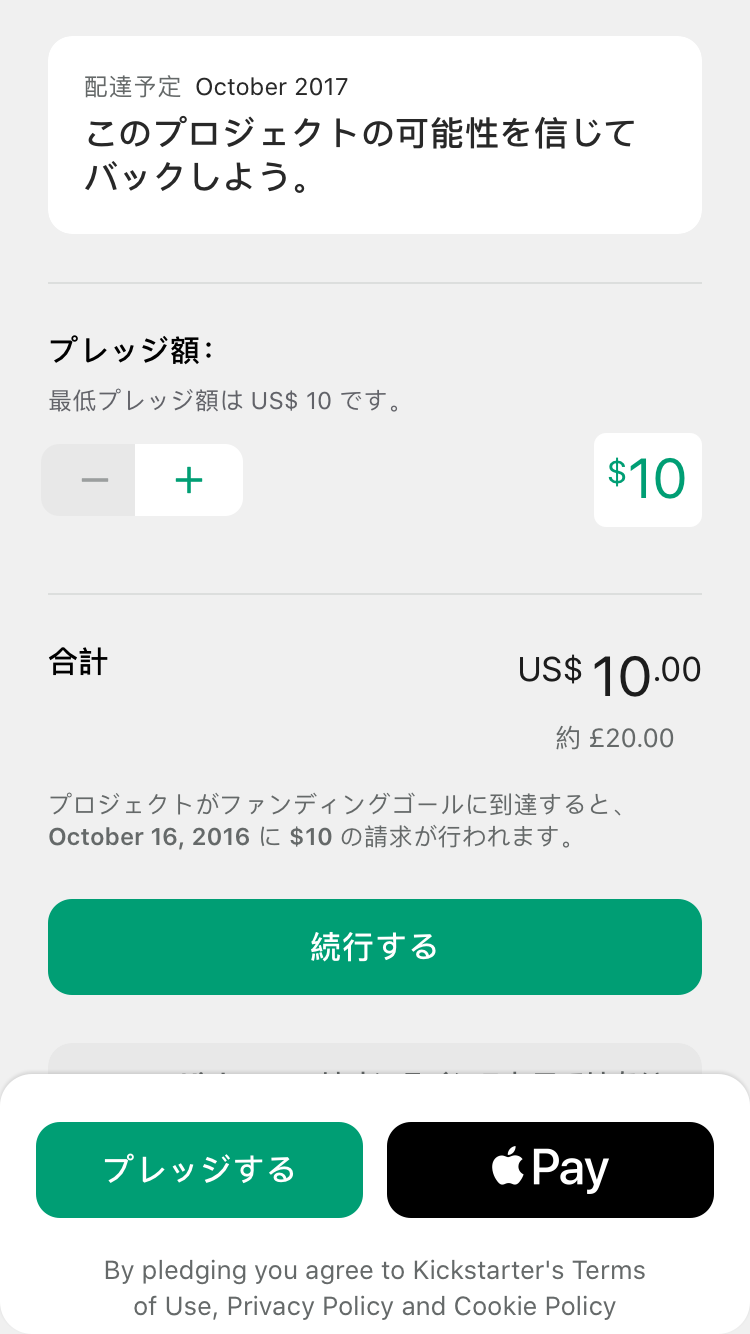 配達予定 October 2017
このプロジェクトの可能性を信じて
バックしよう。
プレッジ額:
最低プレッジ額は US$ 10 です。
− +
$10
合計
US$ 10.00
約 £20.00
プロジェクトがファンディングゴールに到達すると、
October 16, 2016 に $10 の請求が行われます。
続行する
プレッジする
Pay
By pledging you agree to Kickstarter's Terms
of Use, Privacy Policy and Cookie Policy